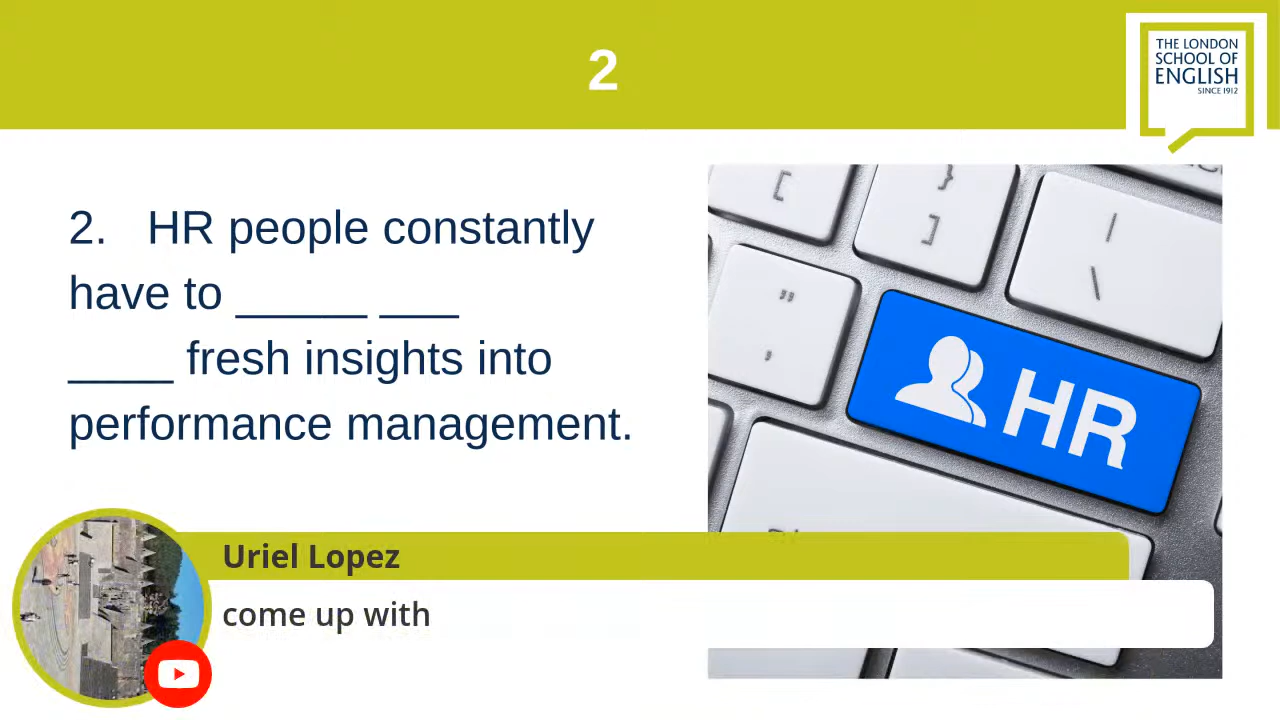 2
THE LONDON
SCHOOL OF
ENGLISH
SINCE 1912
2. HR people constantly
have to _____ ___
____ fresh insights into
performance management.
[
}
]
|
\
"
,
HR
Uriel Lopez
come up with